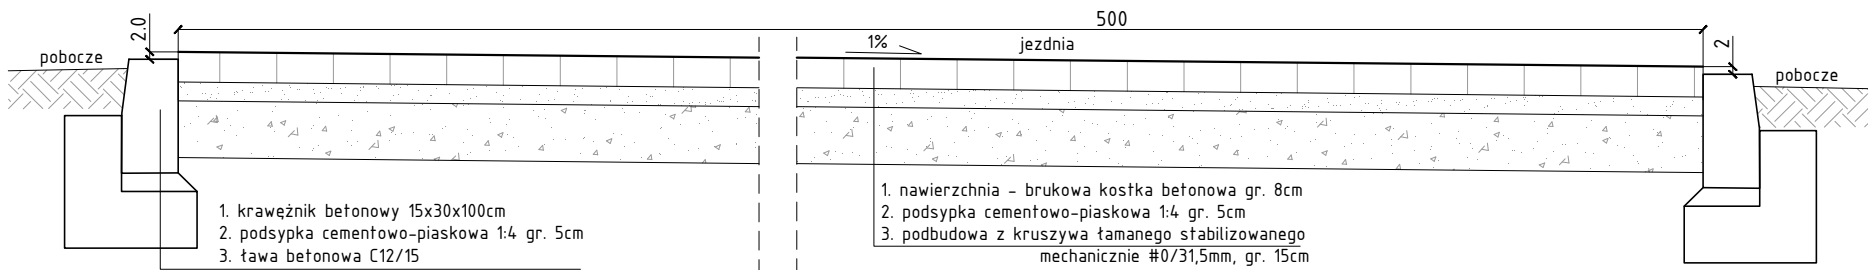 500
2.0
pobocze
1%
jezdnia
2
pobocze
1. krawężnik betonowy 15x30x100cm
2. podsypka cementowo-piaskowa 1:4 gr. 5cm
3. ława betonowa C12/15
1. nawierzchnia - brukowa kostka betonowa gr. 8cm
2. podsypka cementowo-piaskowa 1:4 gr. 5cm
3. podbudowa z kruszywa łamanego stabilizowanego
mechanicznie #0/31,5mm, gr. 15cm